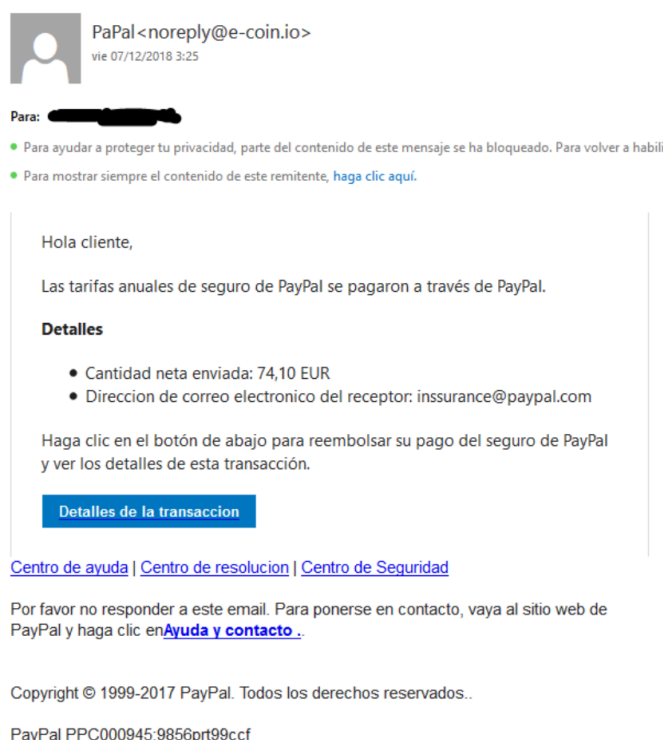 PaPal<noreply@e-coin.io>
vie 07/12/2018 3:25
Para:
Para ayudar a proteger tu privacidad, parte del contenido de este mensaje se ha bloqueado. Para volver a habili
Para mostrar siempre el contenido de este remitente, haga clic aquí.
Hola cliente,
Las tarifas anuales de seguro de PayPal se pagaron a través de PayPal.
Detalles
Cantidad neta enviada: 74,10 EUR
Direccion de correo electronico del receptor: inssurance@paypal.com
Haga clic en el botón de abajo para reembolsar su pago del seguro de PayPal
y ver los detalles de esta transacción.
Detalles de la transaccion
Centro de ayuda | Centro de resolucion | Centro de Seguridad
Por favor no responder a este email. Para ponerse en contacto, vaya al sitio web de
PayPal y haga clic enAyuda y contacto ..
Copyright © 1999-2017 PayPal. Todos los derechos reservados..
PayPal PPC000945:9856prt99ccf